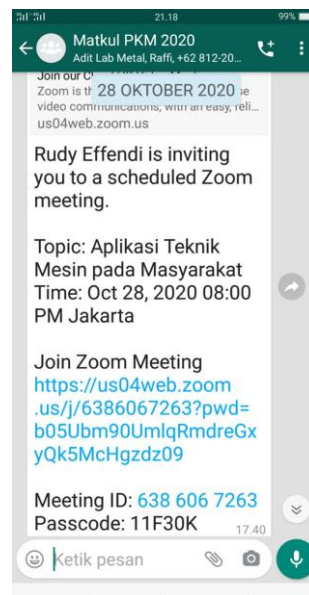 21.18
99%
Matkul PKM 2020
Adit Lab Metal, Raffi, +62 812-20...
Join our C
28 OKTOBER 2020
Zoom is th
se
video communications, with an easy, reli...
us04web.zoom.us
Rudy Effendi is inviting
you to a scheduled Zoom
meeting.
Topic: Aplikasi Teknik
Mesin pada Masyarakat
Time: Oct 28, 2020 08:00
PM Jakarta
Join Zoom Meeting
https://us04web.zoom
.us/j/6386067263?pwd=
b05Ubm90UmlqRmdreGx
yQk5McHgzdz09
Meeting ID: 638 606 7263
Passcode: 11F30K
17.40
Ketik pesan